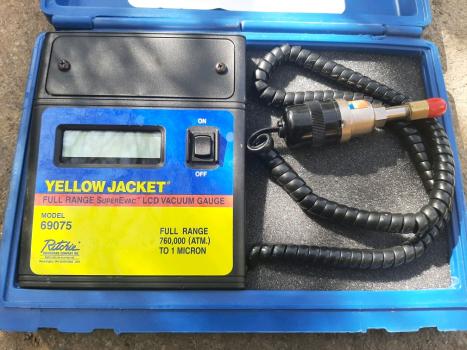 ON
OFF
YELLOW JACKET®
FULL RANGE SUPEREVAC™ LCD VACUUM GAUGE
MODEL
69075
Ritchie
FULL RANGE
760,000 (ATM.)
TO 1 MICRON